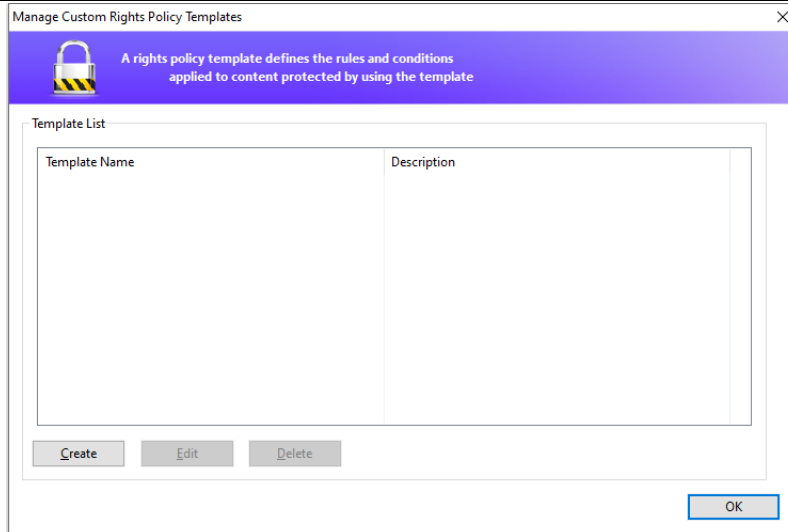 Manage Custom Rights Policy Templates
A rights policy template defines the rules and conditions
applied to content protected by using the template
Template List
Template Name Description
Create Edit Delete
OK